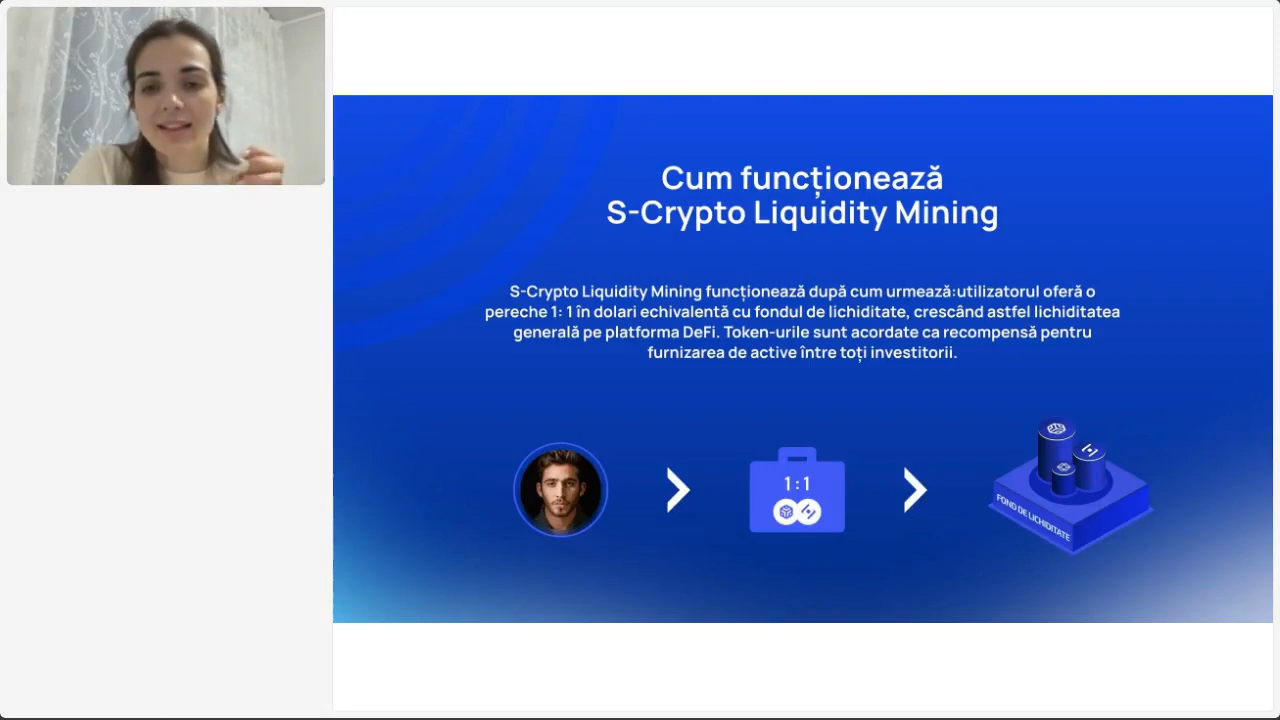 Cum funcționează
S-Crypto Liquidity Mining
S-Crypto Liquidity Mining funcționează după cum urmează:utilizatorul oferă o
pereche 1: 1 în dolari echivalentă cu fondul de lichiditate, crescând astfel lichiditatea
generală pe platforma DeFi. Token-urile sunt acordate ca recompensă pentru
furnizarea de active între toți investitorii.
1:1
FOND DE LICHIDITATE